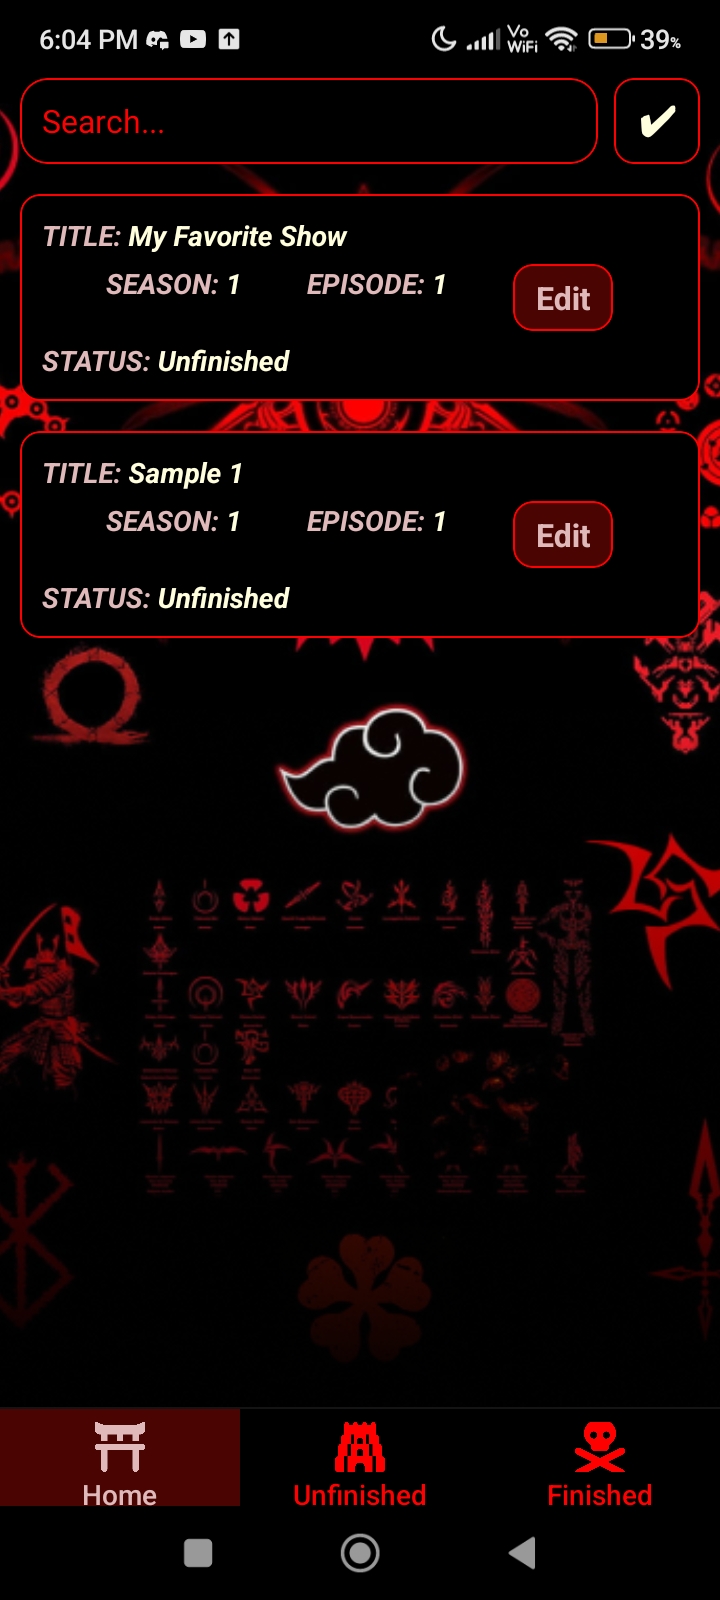 6:04 PM
Vo
WiFi
39%
Search...
✔
TITLE: My Favorite Show
SEASON: 1 EPISODE: 1 Edit
STATUS: Unfinished
TITLE: Sample 1
SEASON: 1 EPISODE: 1 Edit
STATUS: Unfinished
Home Unfinished Finished